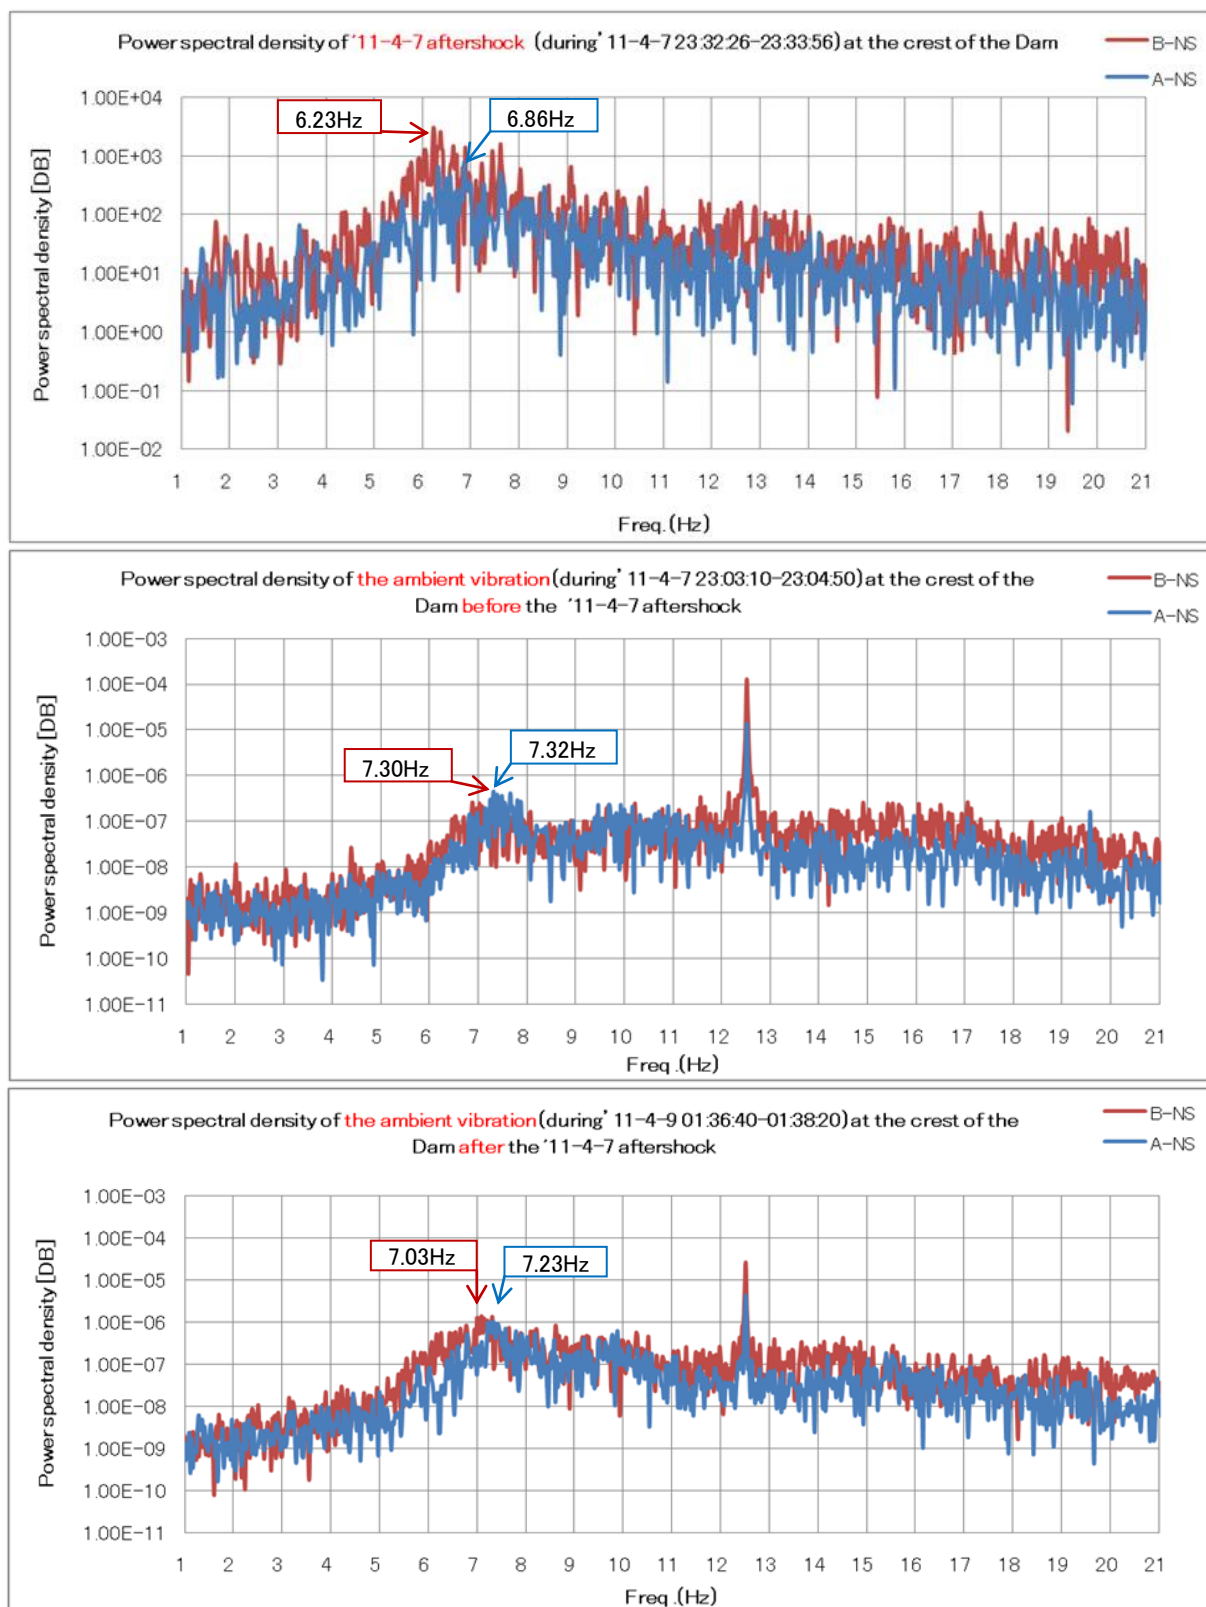 Power spectral density of '11-4-7 aftershock (during' 11-4-7 23:32:26-23:33:56) at the crest of the Dam
B-NS
A-NS
6.23Hz
6.86Hz
Power spectral density [DB]
1.00E+04
1.00E+03
1.00E+02
1.00E+01
1.00E+00
1.00E-01
1.00E-02
1 2 3 4 5 6 7 8 9 10 11 12 13 14 15 16 17 18 19 20 21
Freq. (Hz)
Power spectral density of the ambient vibration (during' 11-4-7 23:03:10-23:04:50) at the crest of the
Dam before the '11-4-7 aftershock
B-NS
A-NS
7.30Hz
7.32Hz
Power spectral density [DB]
1.00E-03
1.00E-04
1.00E-05
1.00E-06
1.00E-07
1.00E-08
1.00E-09
1.00E-10
1.00E-11
1 2 3 4 5 6 7 8 9 10 11 12 13 14 15 16 17 18 19 20 21
Freq .(Hz)
Power spectral density of the ambient vibration (during' 11-4-9 01:36:40-01:38:20) at the crest of the
Dam after the '11-4-7 aftershock
B-NS
A-NS
7.03Hz
7.23Hz
Power spectral density [DB]
1.00E-03
1.00E-04
1.00E-05
1.00E-06
1.00E-07
1.00E-08
1.00E-09
1.00E-10
1.00E-11
1 2 3 4 5 6 7 8 9 10 11 12 13 14 15 16 17 18 19 20 21
Freq .(Hz)